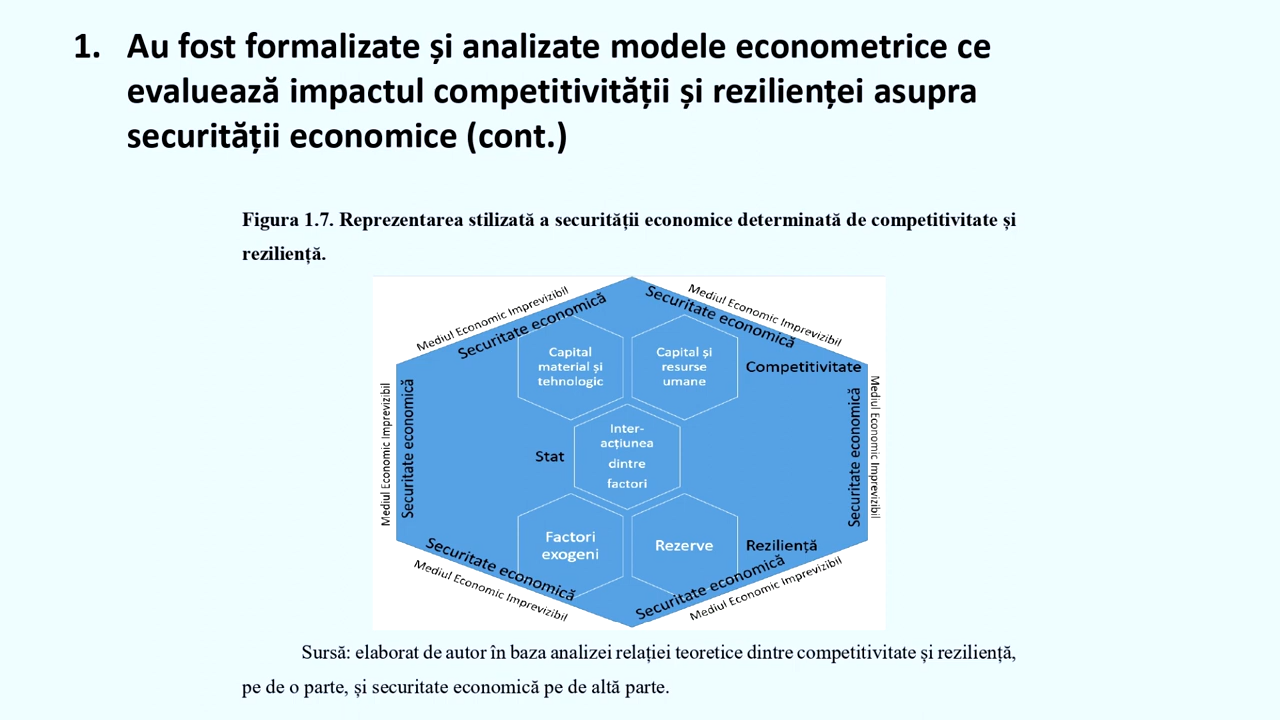 1. Au fost formalizate și analizate modele econometrice ce
evaluează impactul competitivității și rezilienței asupra
securității economice (cont.)
Figura 1.7. Reprezentarea stilizată a securității economice determinată de competitivitate și
reziliență.
Mediul Economic Imprevizibil
Securitate economică
Mediul Economic Imprevizibil
Securitate economică
Capital
material și
tehnologic
Capital și
resurse
umane
Competitivitate
Mediul Economic Imprevizibil
Securitate economică
Stat
Inter-
acțiunea
dintre
factori
Securitate economică
Mediul Economic Imprevizibil
Factori
exogeni
Rezerve
Reziliență
Securitate economică
Mediul Economic Imprevizibil
Securitate economică
Mediul Economic Imprevizibil
Sursă: elaborat de autor în baza analizei relației teoretice dintre competitivitate și reziliență,
pe de o parte, și securitate economică pe de altă parte.